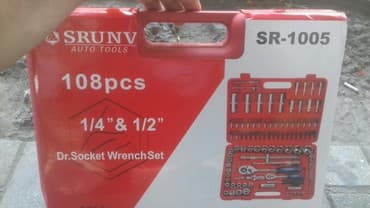 SRUNV
AUTO TOOLS
SR-1005
108pcs
1/4" & 1/2"
Dr.Socket WrenchSet